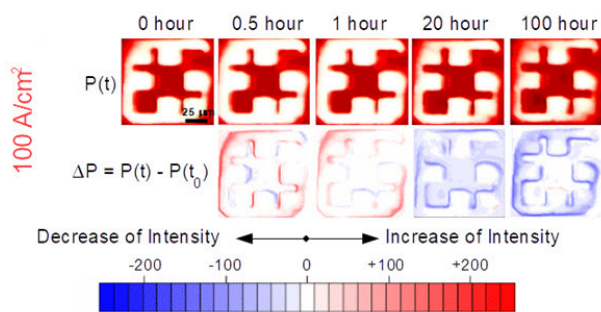 0 hour 0.5 hour 1 hour 20 hour 100 hour
100 A/cm²
P(t)
25 μm
ΔP = P(t) - P(t₀)
Decrease of Intensity Increase of Intensity
-200 -100 0 +100 +200